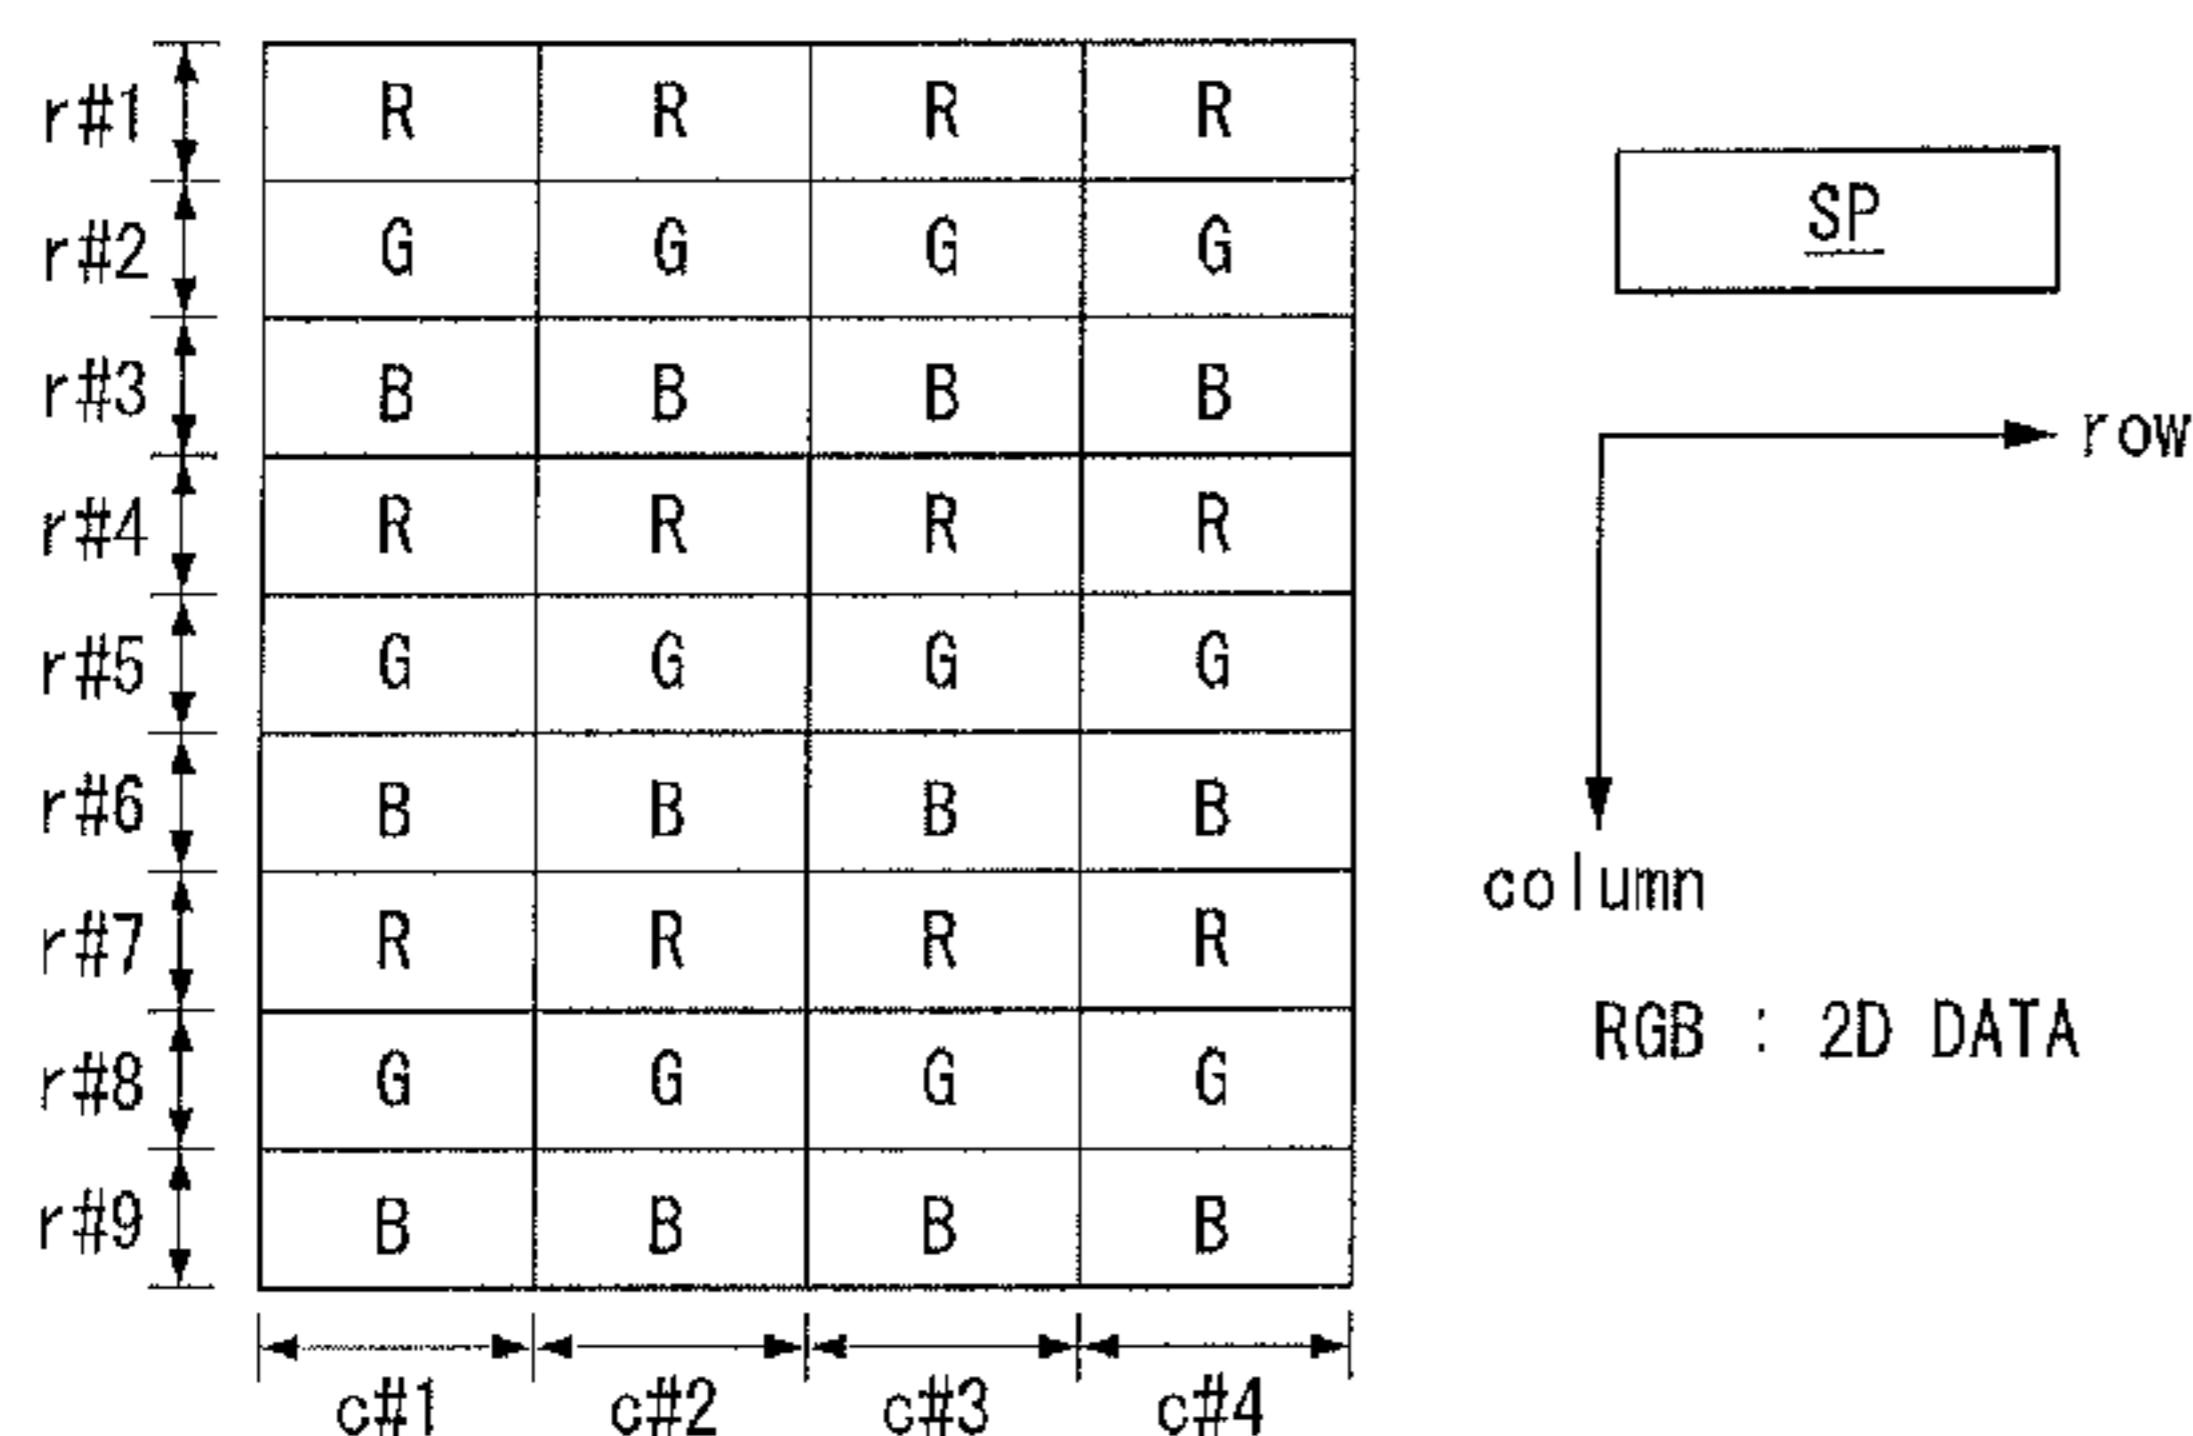 r#1 R R R R
r#2 G G G G
r#3 B B B B
r#4 R R R R
r#5 G G G G
r#6 B B B B
r#7 R R R R
r#8 G G G G
r#9 B B B B
c#1 c#2 c#3 c#4
SP
row
column
RGB : 2D DATA